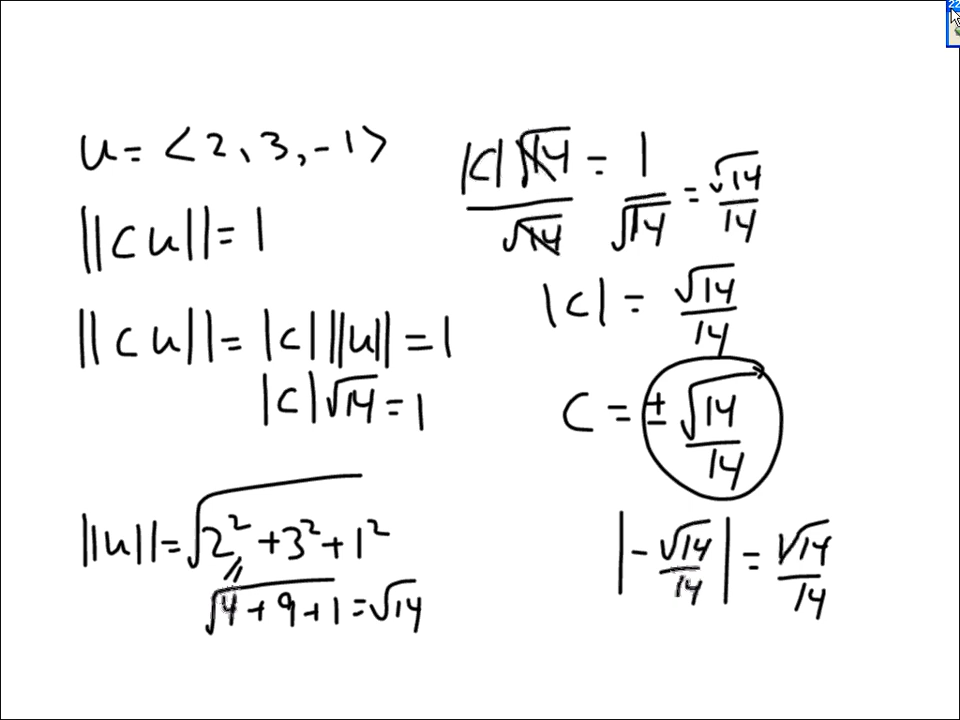 u = <2, 3, -1>
||cu|| = 1
||cu|| = |c| ||u|| = 1
|c|√14 = 1
||u|| = √2² + 3² + 1²
√4 + 9 + 1 = √14
|c|√14 / √14 = 1 / √14 = √14 / 14
|c| = √14 / 14
c = ± √14 / 14
|- √14 / 14| = √14 / 14